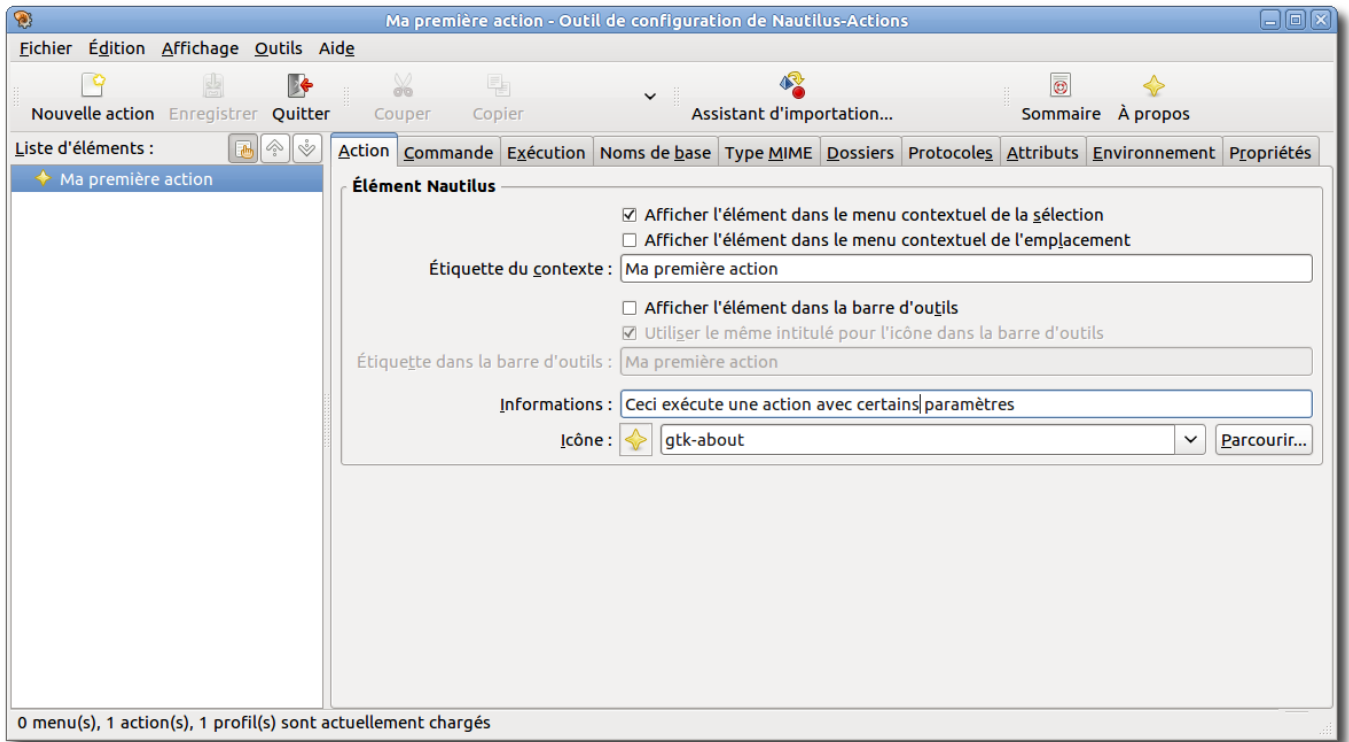 Ma première action - Outil de configuration de Nautilus-Actions
Fichier Édition Affichage Outils Aide
Nouvelle action Enregistrer Quitter Couper Copier Assistant d'importation... Sommaire À propos
Liste d'éléments :
Action Commande Exécution Noms de base Type MIME Dossiers Protocoles Attributs Environnement Propriétés
Ma première action
Élément Nautilus
Afficher l'élément dans le menu contextuel de la sélection
Afficher l'élément dans le menu contextuel de l'emplacement
Étiquette du contexte : Ma première action
Afficher l'élément dans la barre d'outils
Utiliser le même intitulé pour l'icône dans la barre d'outils
Étiquette dans la barre d'outils : Ma première action
Informations : Ceci exécute une action avec certains paramètres
Icône : gtk-about Parcourir...
0 menu(s), 1 action(s), 1 profil(s) sont actuellement chargés